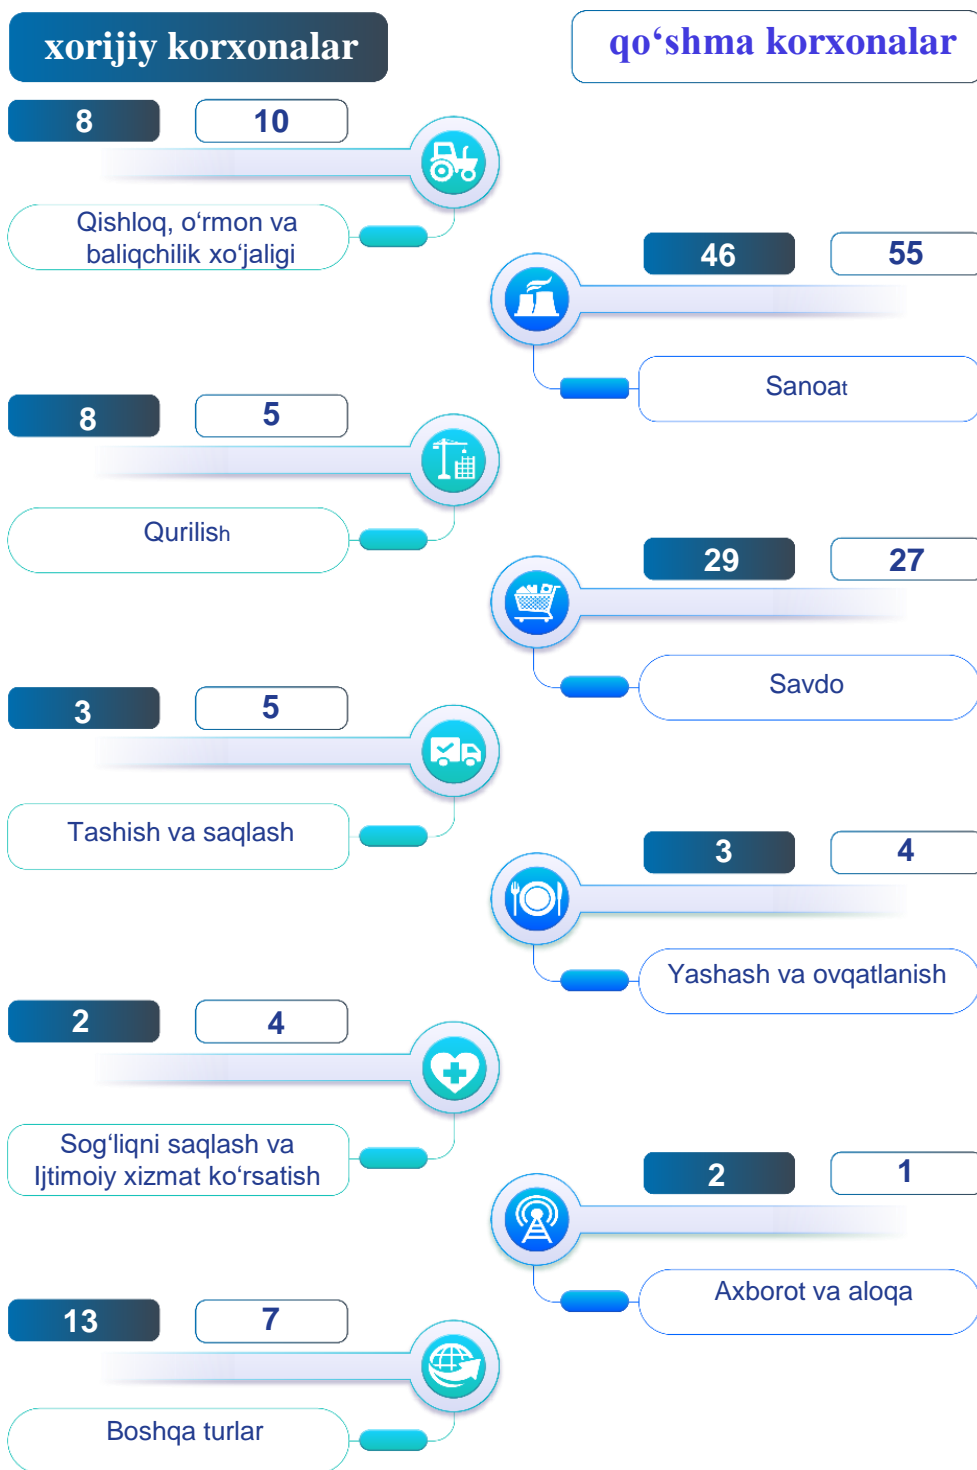 xorijiy korxonalar
qo‘shma korxonalar
8
10
Qishloq, o‘rmon va
baliqchilik xo‘jaligi
46
55
Sanoat
8
5
Qurilish
29
27
Savdo
3
5
Tashish va saqlash
3
4
Yashash va ovqatlanish
2
4
Sog‘liqni saqlash va
Ijtimoiy xizmat ko‘rsatish
2
1
Axborot va aloqa
13
7
Boshqa turlar